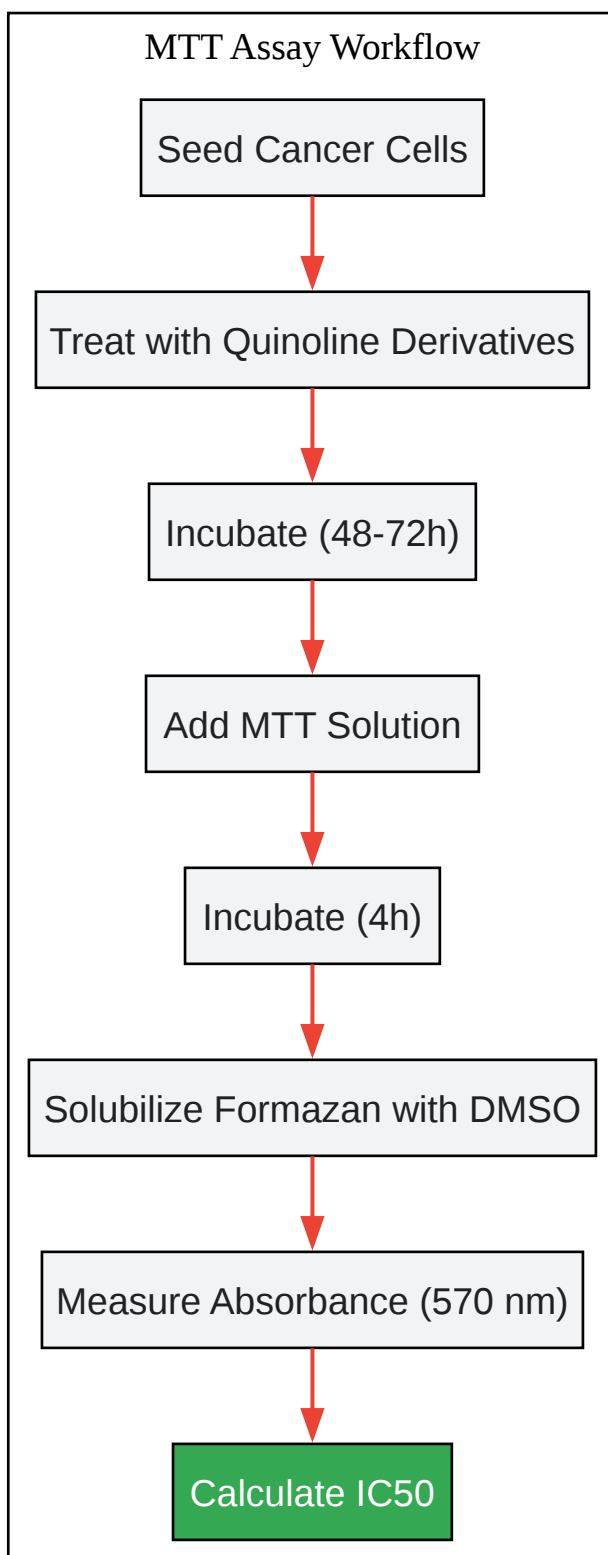 MTT Assay Workflow
Seed Cancer Cells
Treat with Quinoline Derivatives
Incubate (48-72h)
Add MTT Solution
Incubate (4h)
Solubilize Formazan with DMSO
Measure Absorbance (570 nm)
Calculate IC50